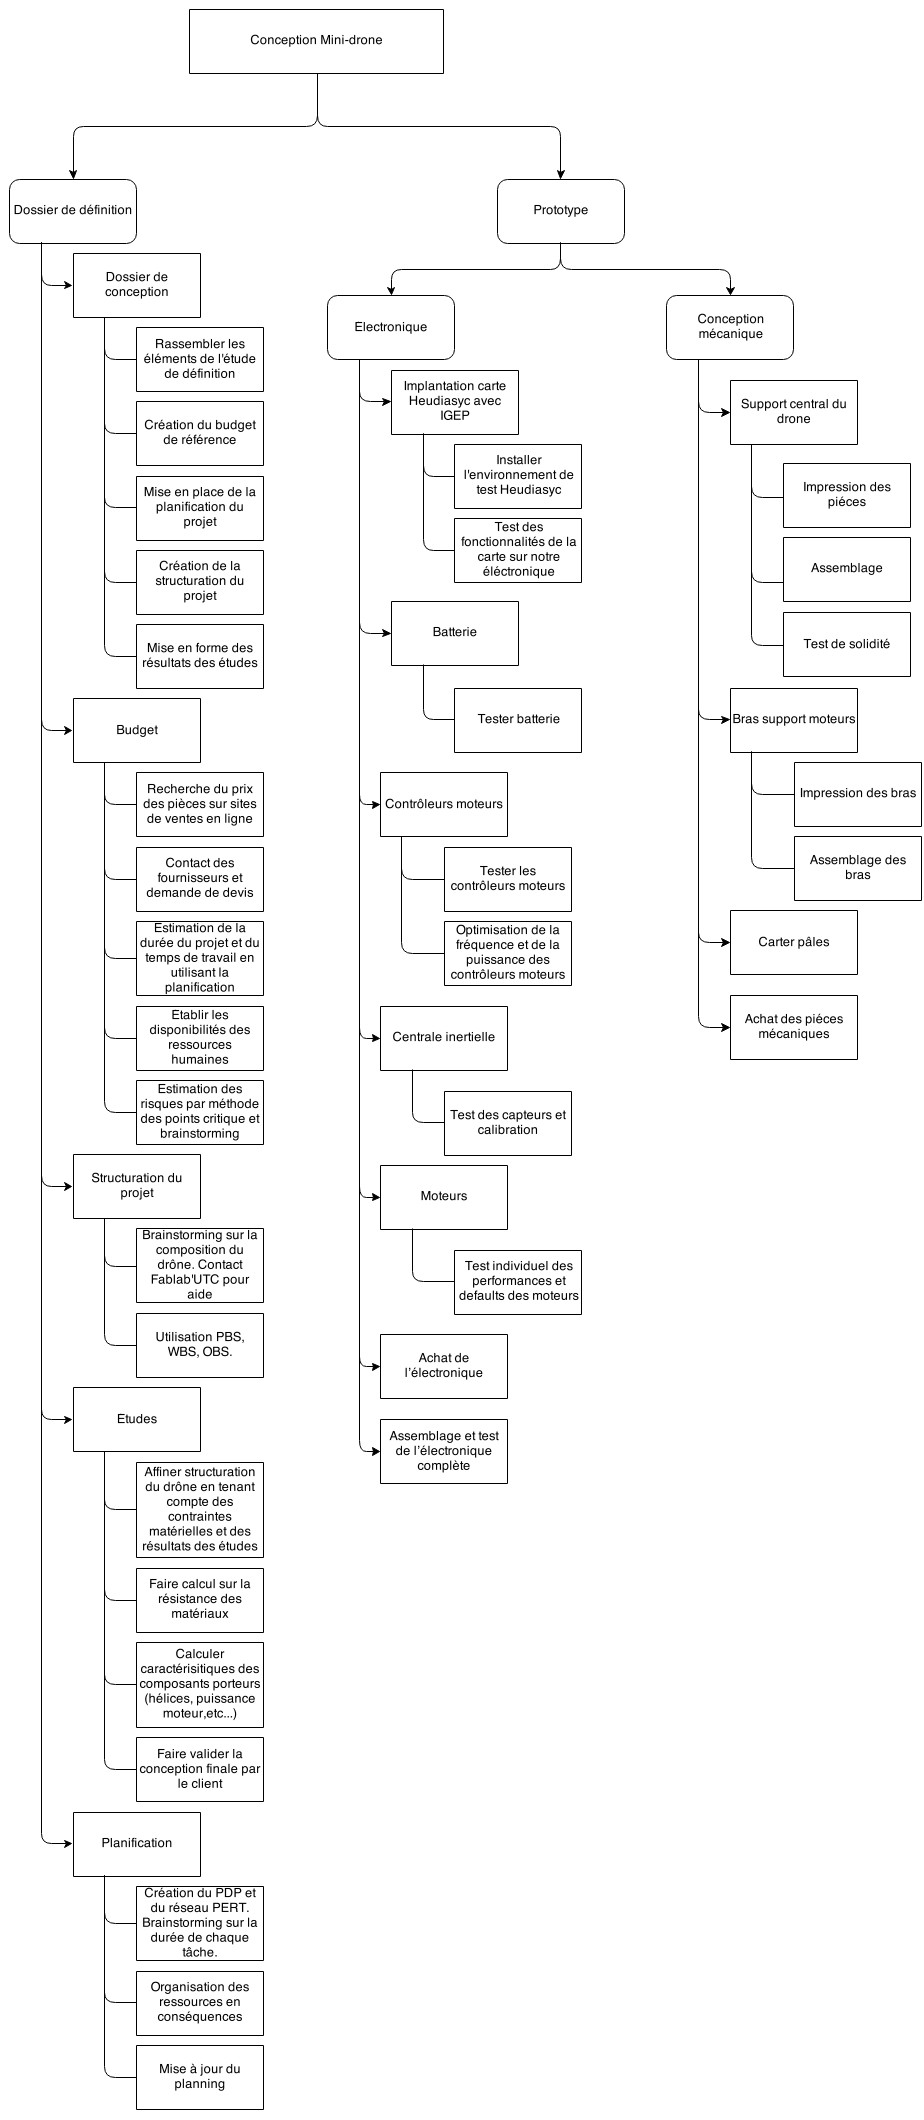 Conception Mini-drone
Dossier de définition
Prototype
Dossier de
conception
Rassembler les
éléments de l'étude
de définition
Création du budget
de référence
Mise en place de la
planification du
projet
Création de la
structuration du
projet
Mise en forme des
résultats des études
Budget
Recherche du prix
des pièces sur sites
de ventes en ligne
Contact des
fournisseurs et
demande de devis
Estimation de la
durée du projet et du
temps de travail en
utilisant la
planification
Etablir les
disponibilités des
ressources
humaines
Estimation des
risques par méthode
des points critique et
brainstorming
Structuration du
projet
Brainstorming sur la
composition du
drône. Contact
Fablab'UTC pour
aide
Utilisation PBS,
WBS, OBS.
Etudes
Affiner structuration
du drône en tenant
compte des
contraintes
matérielles et des
résultats des études
Faire calcul sur la
résistance des
matériaux
Calculer
caractérisitiques des
composants porteurs
(hélices, puissance
moteur,etc...)
Faire valider la
conception finale par
le client
Planification
Création du PDP et
du réseau PERT.
Brainstorming sur la
durée de chaque
tâche.
Organisation des
ressources en
conséquences
Mise à jour du
planning
Electronique
Implantation carte
Heudiasyc avec
IGEP
Installer
l'environnement de
test Heudiasyc
Test des
fonctionnalités de la
carte sur notre
éléctronique
Batterie
Tester batterie
Contrôleurs moteurs
Tester les
contrôleurs moteurs
Optimisation de la
fréquence et de la
puissance des
contrôleurs moteurs
Centrale inertielle
Test des capteurs et
calibration
Moteurs
Test individuel des
performances et
defaults des moteurs
Achat de
l'électronique
Assemblage et test
de l'électronique
complète
Conception
mécanique
Support central du
drone
Impression des
piéces
Assemblage
Test de solidité
Bras support moteurs
Impression des bras
Assemblage des
bras
Carter pâles
Achat des piéces
mécaniques